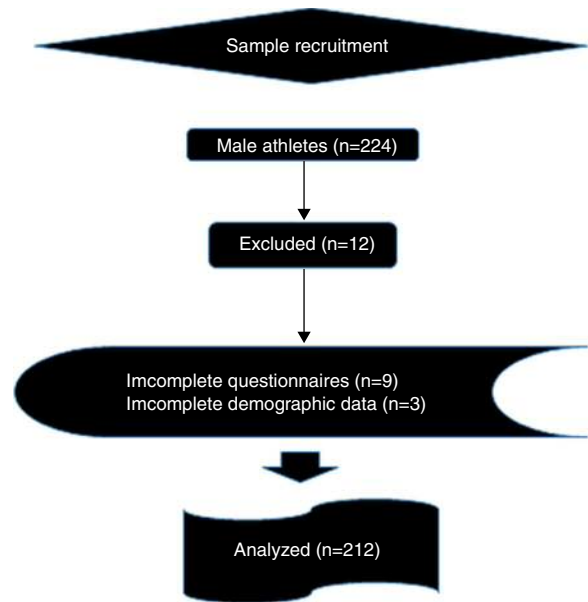 Sample recruitment
Male athletes (n=224)
Excluded (n=12)
Imcomplete questionnaires (n=9)
Imcomplete demographic data (n=3)
Analyzed (n=212)